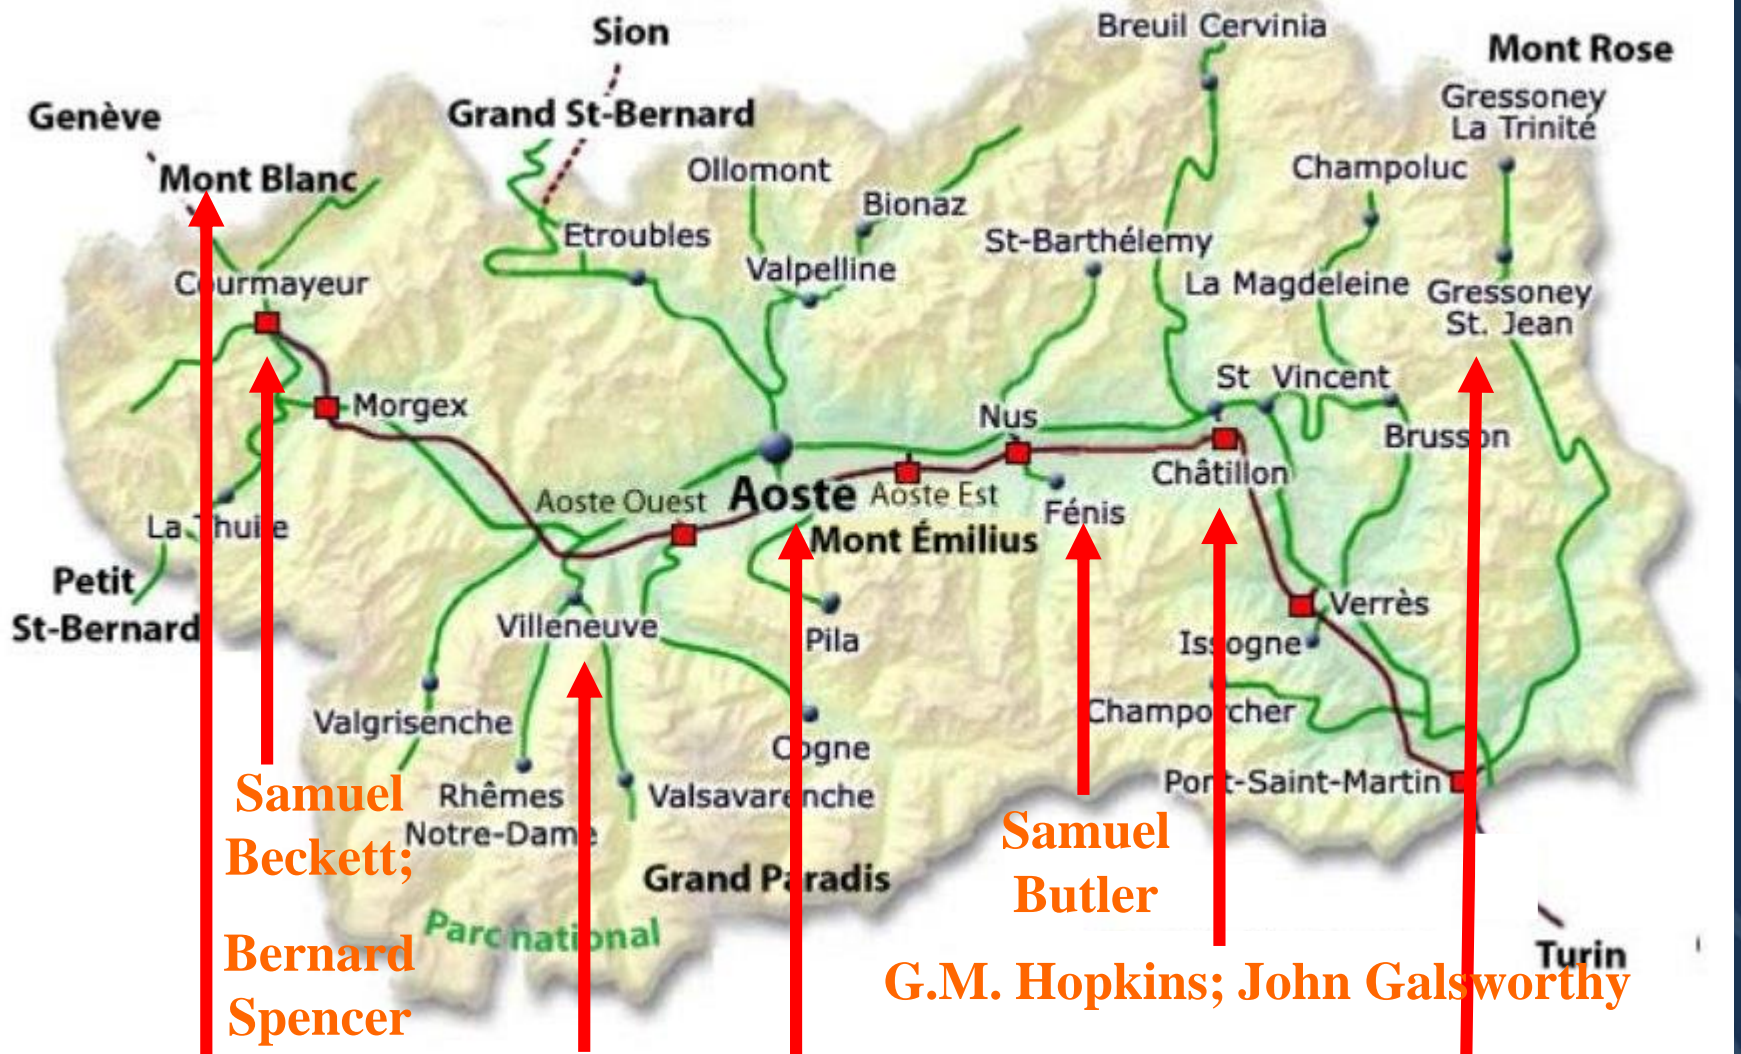 Breuil Cervinia
Sion
Mont Rose
Gressoney
La Trinité
Genève
Grand St-Bernard
Mont Blanc
Ollomont
Champoluc
Bionaz
Etroubles
St-Barthélemy
Valpelline
Courmayeur
La Magdeleine
Gressoney
St. Jean
St Vincent
Morgex
Nus
Brusson
Châtillon
Aoste Ouest
Aoste
Aoste Est
Fénis
La Thuile
Mont Émilius
Petit
St-Bernard
Verrès
Villeneuve
Pila
Issogne
Valgrisenche
Champorcher
Cogne
Pont-Saint-Martin
Rhêmes
Notre-Dame
Valsavarenche
Samuel
Beckett;
Samuel
Butler
Grand Paradis
Parc national
Bernard
Spencer
Turin
G.M. Hopkins; John Galsworthy